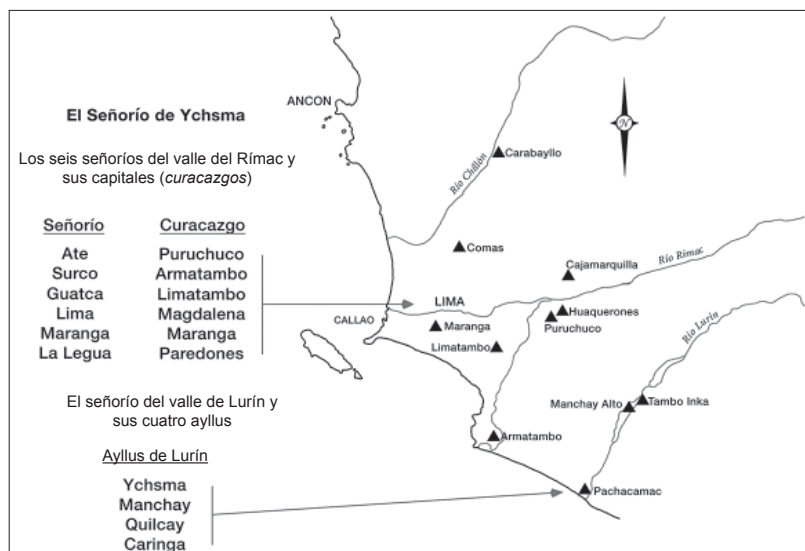 El Señorío de Ychsma
Los seis señoríos del valle del Rímac y
sus capitales (curacazgos)
Señorío Curacazgo
Ate Puruchuco
Surco Armatambo
Guatca Limatambo
Lima Magdalena
Maranga Maranga
La Legua Paredones
El señorío del valle de Lurín y
sus cuatro ayllus
Ayllus de Lurín
Ychsma
Manchay
Quilcay
Caringa
ANCON
Río Chillón
Carabayllo
N
Comas
Cajamarquilla
Río Rímac
LIMA
CALLAO
Maranga
Huaquerones
Puruchuco
Limatambo
Río Lurín
Manchay Alto
Tambo Inka
Armatambo
Pachacamac